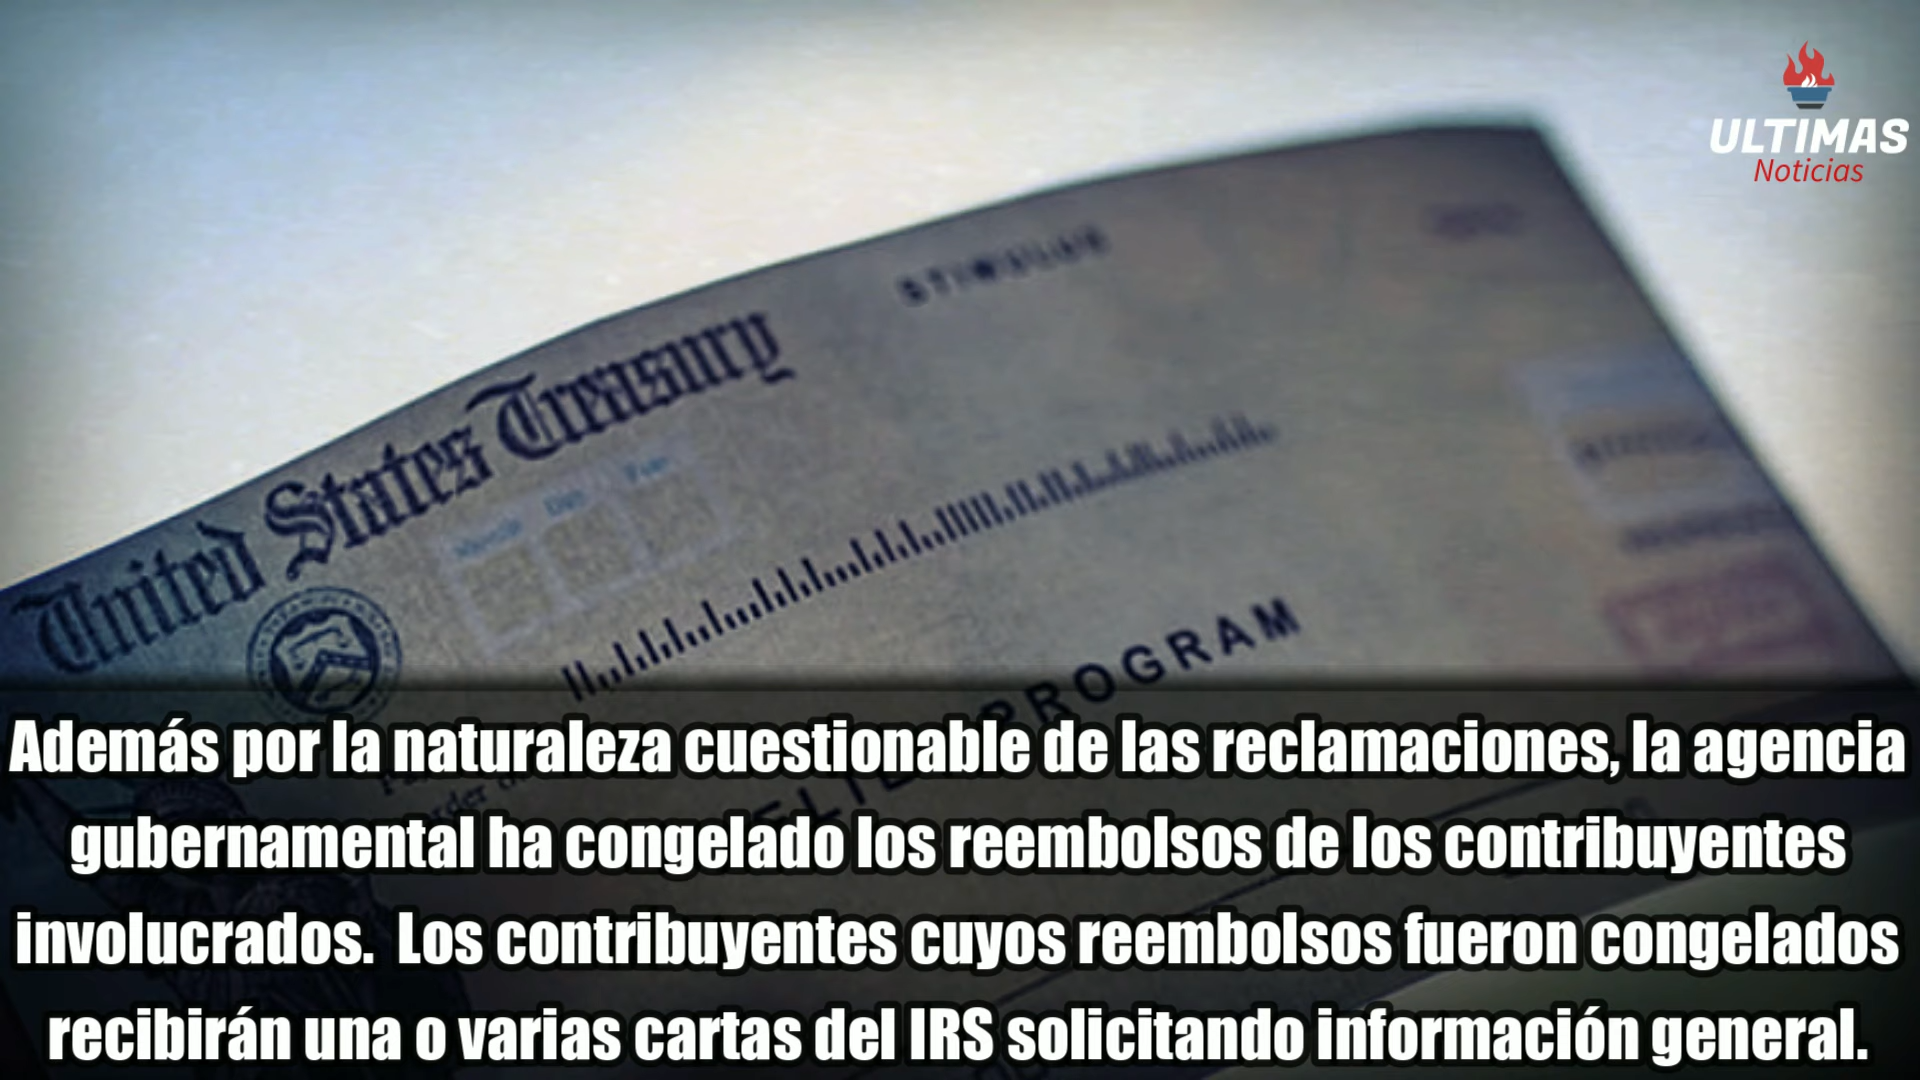 ULTIMAS
Noticias
STIMULUS
United States Treasury
PROGRAM
Además por la naturaleza cuestionable de las reclamaciones, la agencia
gubernamental ha congelado los reembolsos de los contribuyentes
involucrados. Los contribuyentes cuyos reembolsos fueron congelados
recibirán una o varias cartas del IRS solicitando información general.